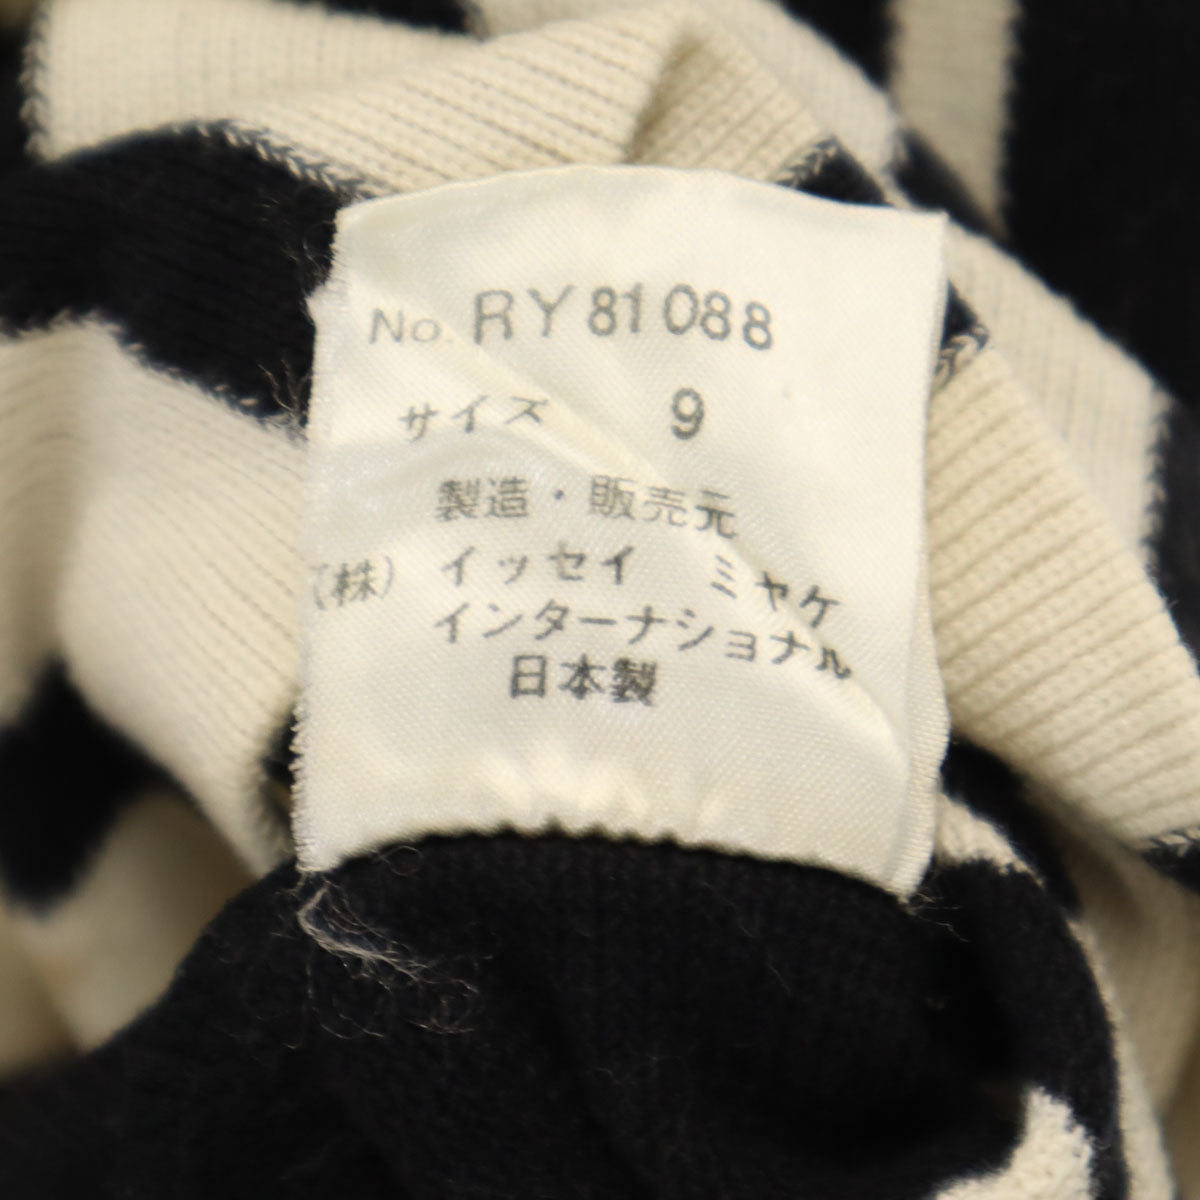 No. RY81088
サイズ 9
製造・販売元
(株) イッセイ ミヤケ
インターナショナル
日本製